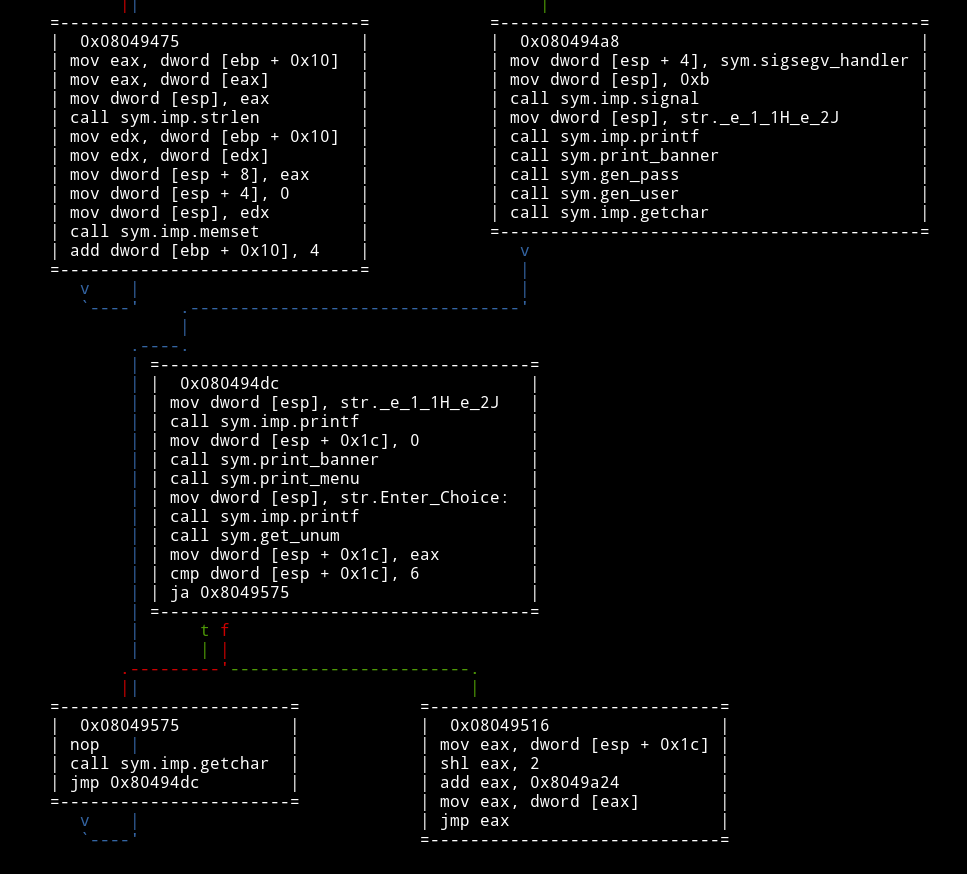 0x08049475
mov eax, dword [ebp + 0x10]
mov eax, dword [eax]
mov dword [esp], eax
call sym.imp.strlen
mov edx, dword [ebp + 0x10]
mov edx, dword [edx]
mov dword [esp + 8], eax
mov dword [esp + 4], 0
mov dword [esp], edx
call sym.imp.memset
add dword [ebp + 0x10], 4
0x080494a8
mov dword [esp + 4], sym.sigsegv_handler
mov dword [esp], 0xb
call sym.imp.signal
mov dword [esp], str._e_1_1H_e_2J
call sym.imp.printf
call sym.print_banner
call sym.gen_pass
call sym.gen_user
call sym.imp.getchar
v
v
0x080494dc
mov dword [esp], str._e_1_1H_e_2J
call sym.imp.printf
mov dword [esp + 0x1c], 0
call sym.print_banner
call sym.print_menu
mov dword [esp], str.Enter_Choice:
call sym.imp.printf
call sym.get_unum
mov dword [esp + 0x1c], eax
cmp dword [esp + 0x1c], 6
ja 0x8049575
t f
0x08049575
nop
call sym.imp.getchar
jmp 0x80494dc
v
0x08049516
mov eax, dword [esp + 0x1c]
shl eax, 2
add eax, 0x8049a24
mov eax, dword [eax]
jmp eax